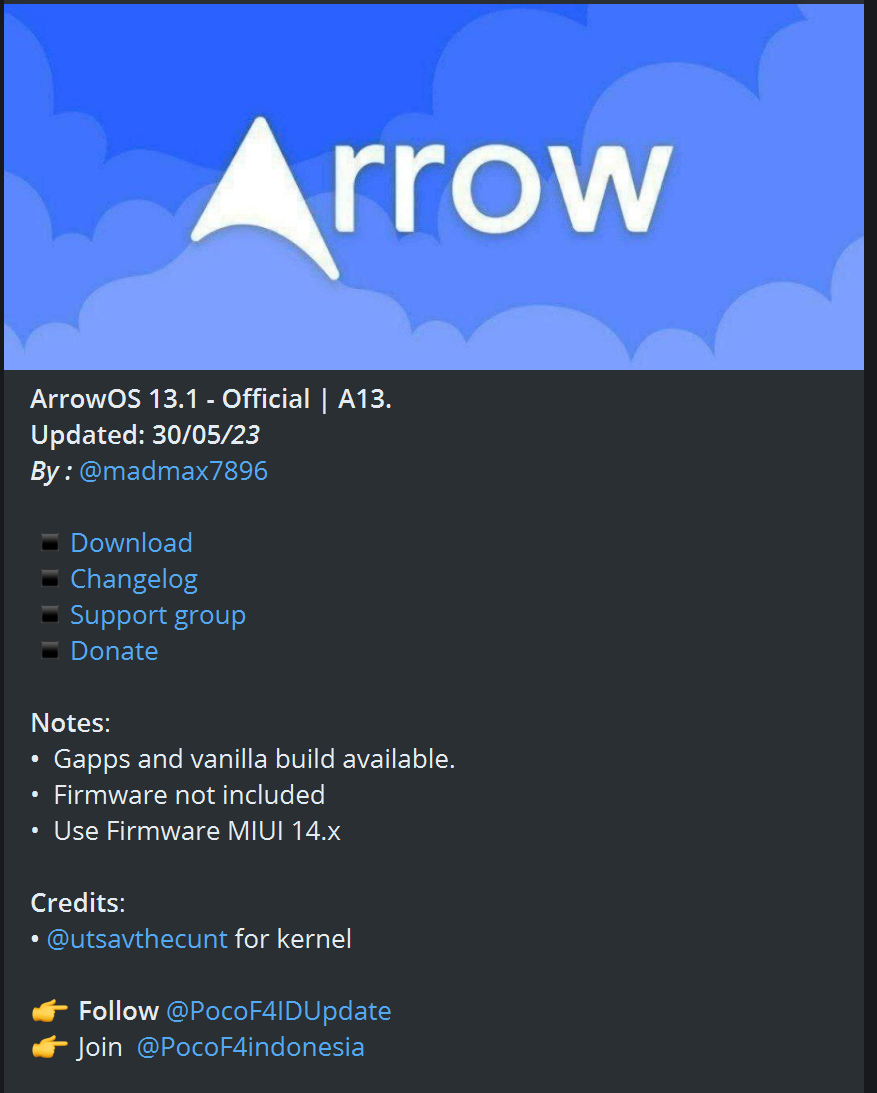 Arrow
ArrowOS 13.1 - Official | A13.
Updated: 30/05/23
By : @madmax7896
▪ Download
▪ Changelog
▪ Support group
▪ Donate
Notes:
• Gapps and vanilla build available.
• Firmware not included
• Use Firmware MIUI 14.x
Credits:
• @utsavthecunt for kernel
👉 Follow @PocoF4IDUpdate
👉 Join @PocoF4indonesia